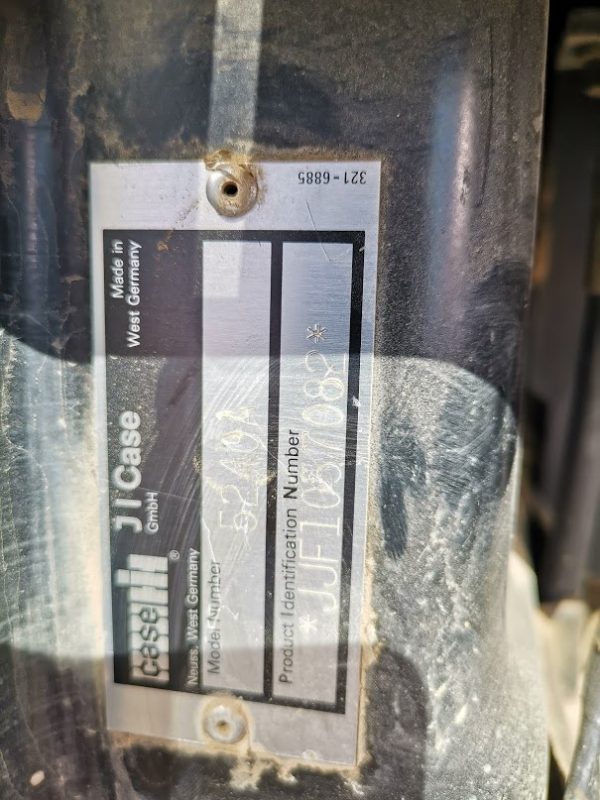 321-6885
case IH®
J I Case
GmbH
Made in
West Germany
Neuss, West Germany
Model Number
Product Identification Number